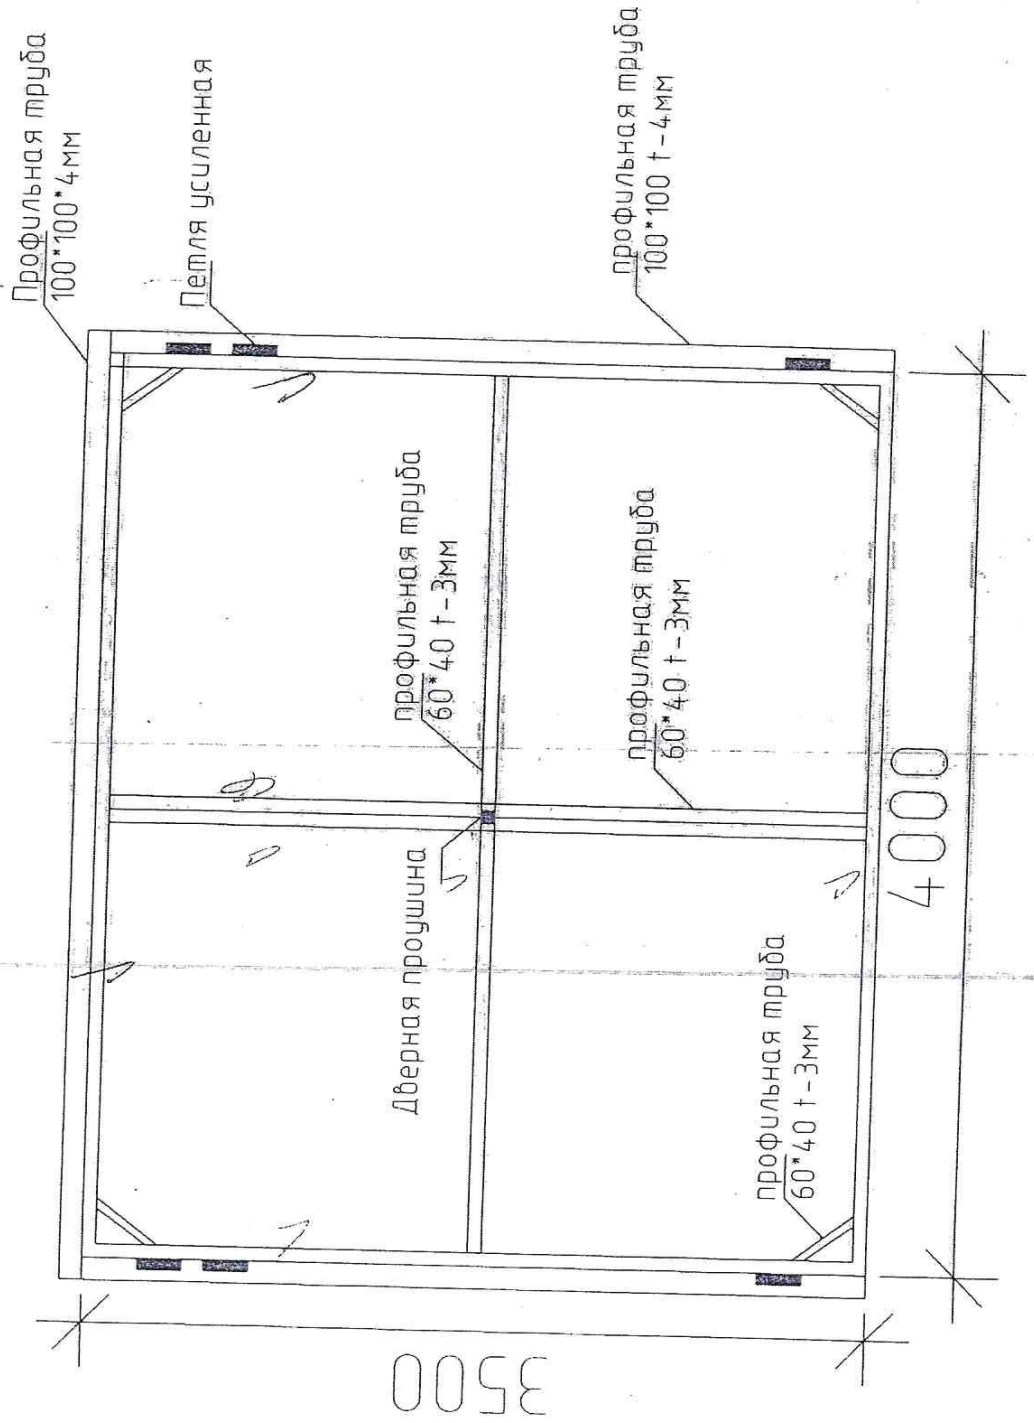 Профильная труба
100*100*4мм
Петля усиленная
профильная труба
100*100 t-4мм
профильная труба
60*40 t-3мм
профильная труба
60*40 t-3мм
Дверная проушина
профильная труба
60*40 t-3мм
4000
3500